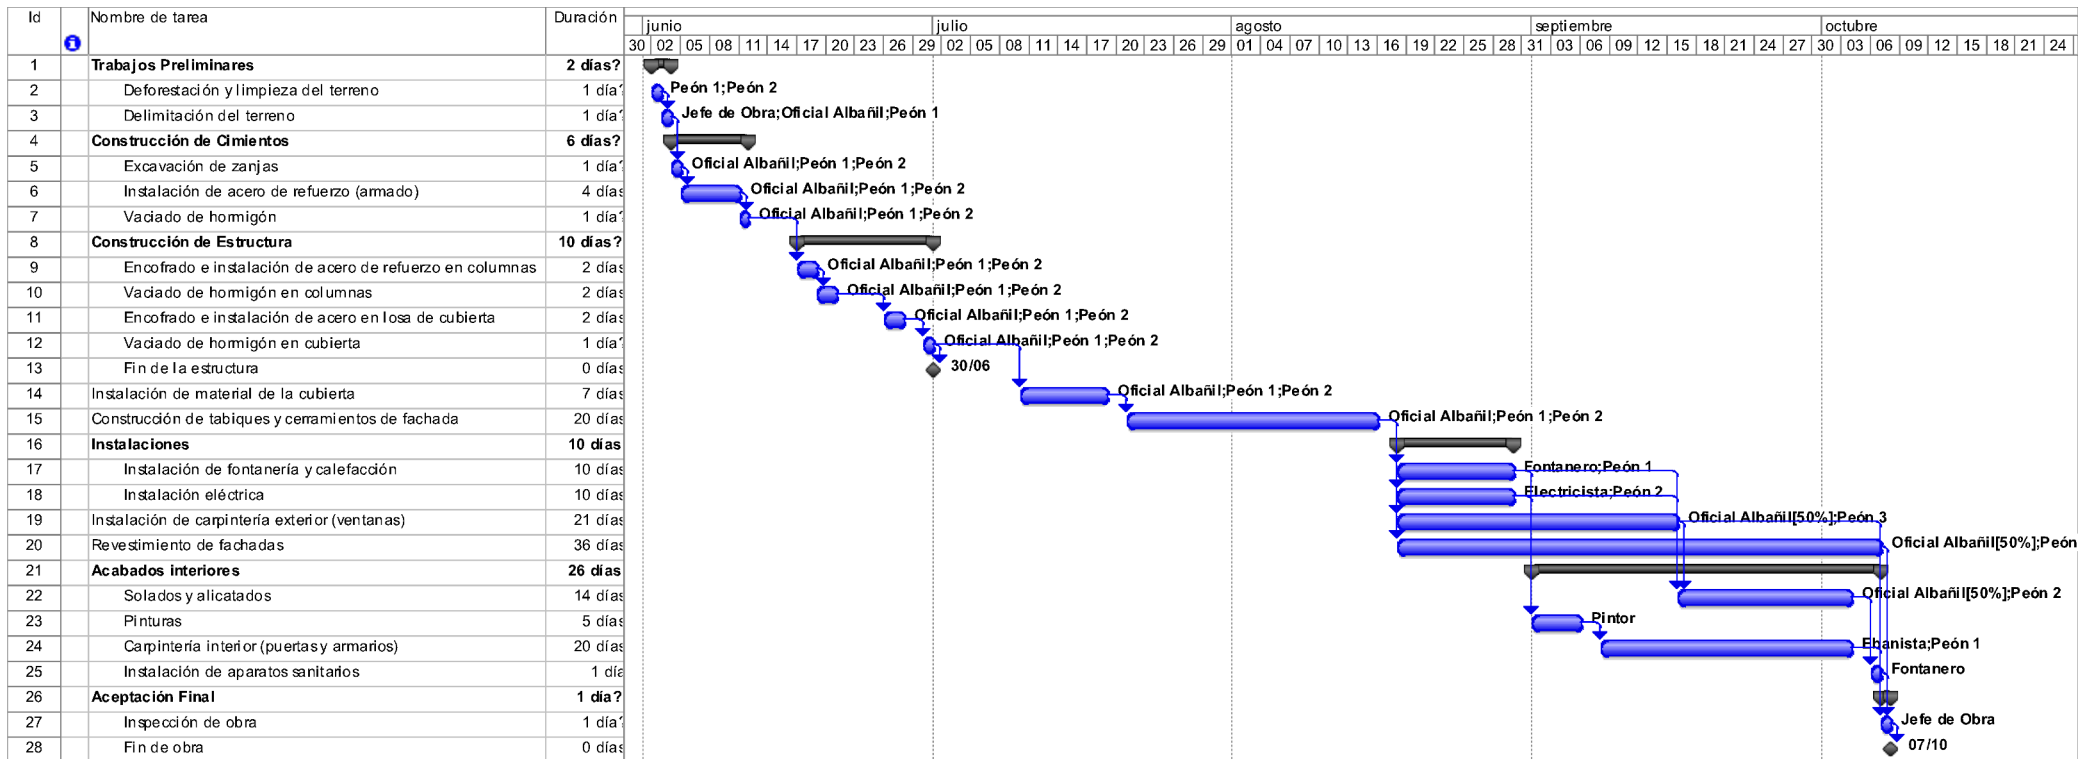 Id Nombre de tarea Duración
junio julio agosto septiembre octubre
30 02 05 08 11 14 17 20 23 26 29 02 05 08 11 14 17 20 23 26 29 01 04 07 10 13 16 19 22 25 28 31 03 06 09 12 15 18 21 24 27 30 03 06 09 12 15 18 21 24
1 Trabajos Preliminares 2 días?
2 Deforestación y limpieza del terreno 1 día? Peón 1;Peón 2
3 Delimitación del terreno 1 día? Jefe de Obra;Oficial Albañil;Peón 1
4 Construcción de Cimientos 6 días?
5 Excavación de zanjas 1 día? Oficial Albañil;Peón 1;Peón 2
6 Instalación de acero de refuerzo (armado) 4 días Oficial Albañil;Peón 1;Peón 2
7 Vaciado de hormigón 1 día? Oficial Albañil;Peón 1;Peón 2
8 Construcción de Estructura 10 días?
9 Encofrado e instalación de acero de refuerzo en columnas 2 días Oficial Albañil;Peón 1;Peón 2
10 Vaciado de hormigón en columnas 2 días Oficial Albañil;Peón 1;Peón 2
11 Encofrado e instalación de acero en losa de cubierta 2 días Oficial Albañil;Peón 1;Peón 2
12 Vaciado de hormigón en cubierta 1 día? Oficial Albañil;Peón 1;Peón 2
13 Fin de la estructura 0 días 30/06
14 Instalación de material de la cubierta 7 días Oficial Albañil;Peón 1;Peón 2
15 Construcción de tabiques y cerramientos de fachada 20 días Oficial Albañil;Peón 1;Peón 2
16 Instalaciones 10 días
17 Instalación de fontanería y calefacción 10 días Fontanero;Peón 1
18 Instalación eléctrica 10 días Electricista;Peón 2
19 Instalación de carpintería exterior (ventanas) 21 días Oficial Albañil[50%];Peón 3
20 Revestimiento de fachadas 36 días Oficial Albañil[50%];Peón
21 Acabados interiores 26 días
22 Solados y alicatados 14 días Oficial Albañil[50%];Peón 2
23 Pinturas 5 días Pintor
24 Carpintería interior (puertas y armarios) 20 días Ebanista;Peón 1
25 Instalación de aparatos sanitarios 1 día Fontanero
26 Aceptación Final 1 día?
27 Inspección de obra 1 día? Jefe de Obra
28 Fin de obra 0 días 07/10